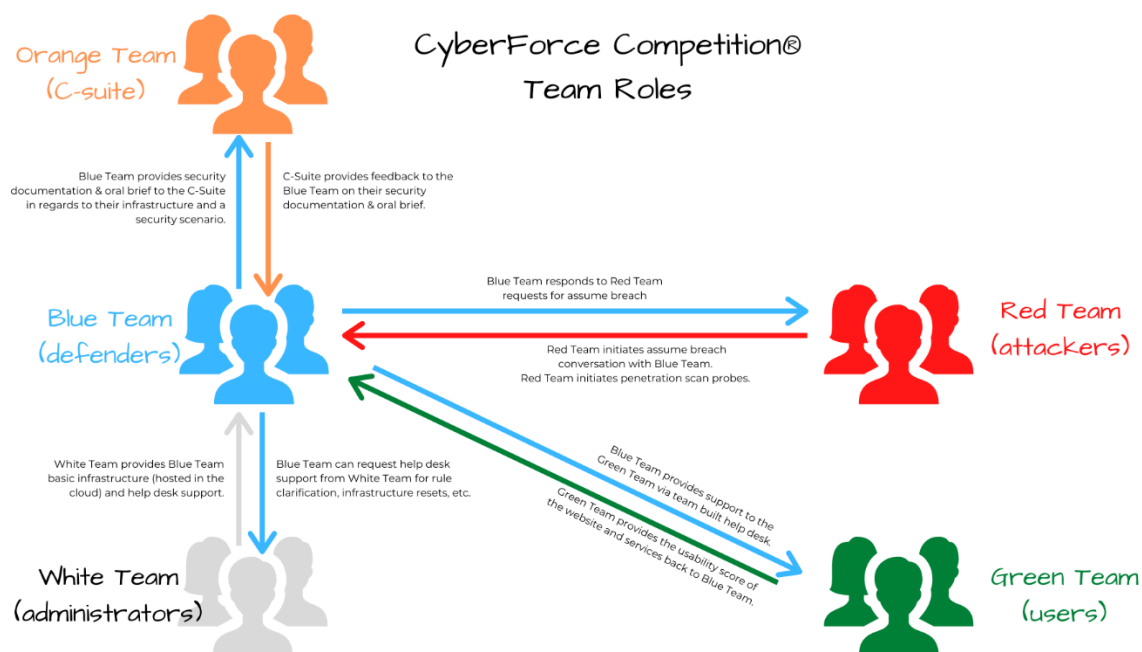 CyberForce Competition®
Team Roles
Orange Team
(C-suite)
Blue Team provides security
documentation & oral brief to the C-Suite
in regards to their infrastructure and a
security scenario.
C-Suite provides feedback to the
Blue Team on their security
documentation & oral brief.
Blue Team
(defenders)
Blue Team responds to Red Team
requests for assume breach
Red Team initiates assume breach
conversation with Blue Team.
Red Team initiates penetration scan probes.
Red Team
(attackers)
White Team provides Blue Team
basic infrastructure (hosted in the
cloud) and help desk support.
Blue Team can request help desk
support from White Team for rule
clarification, infrastructure resets, etc.
Blue Team provides support to the
Green Team via team built help desk.
Green Team provides the usability score of
the website and services back to Blue Team.
White Team
(administrators)
Green Team
(users)